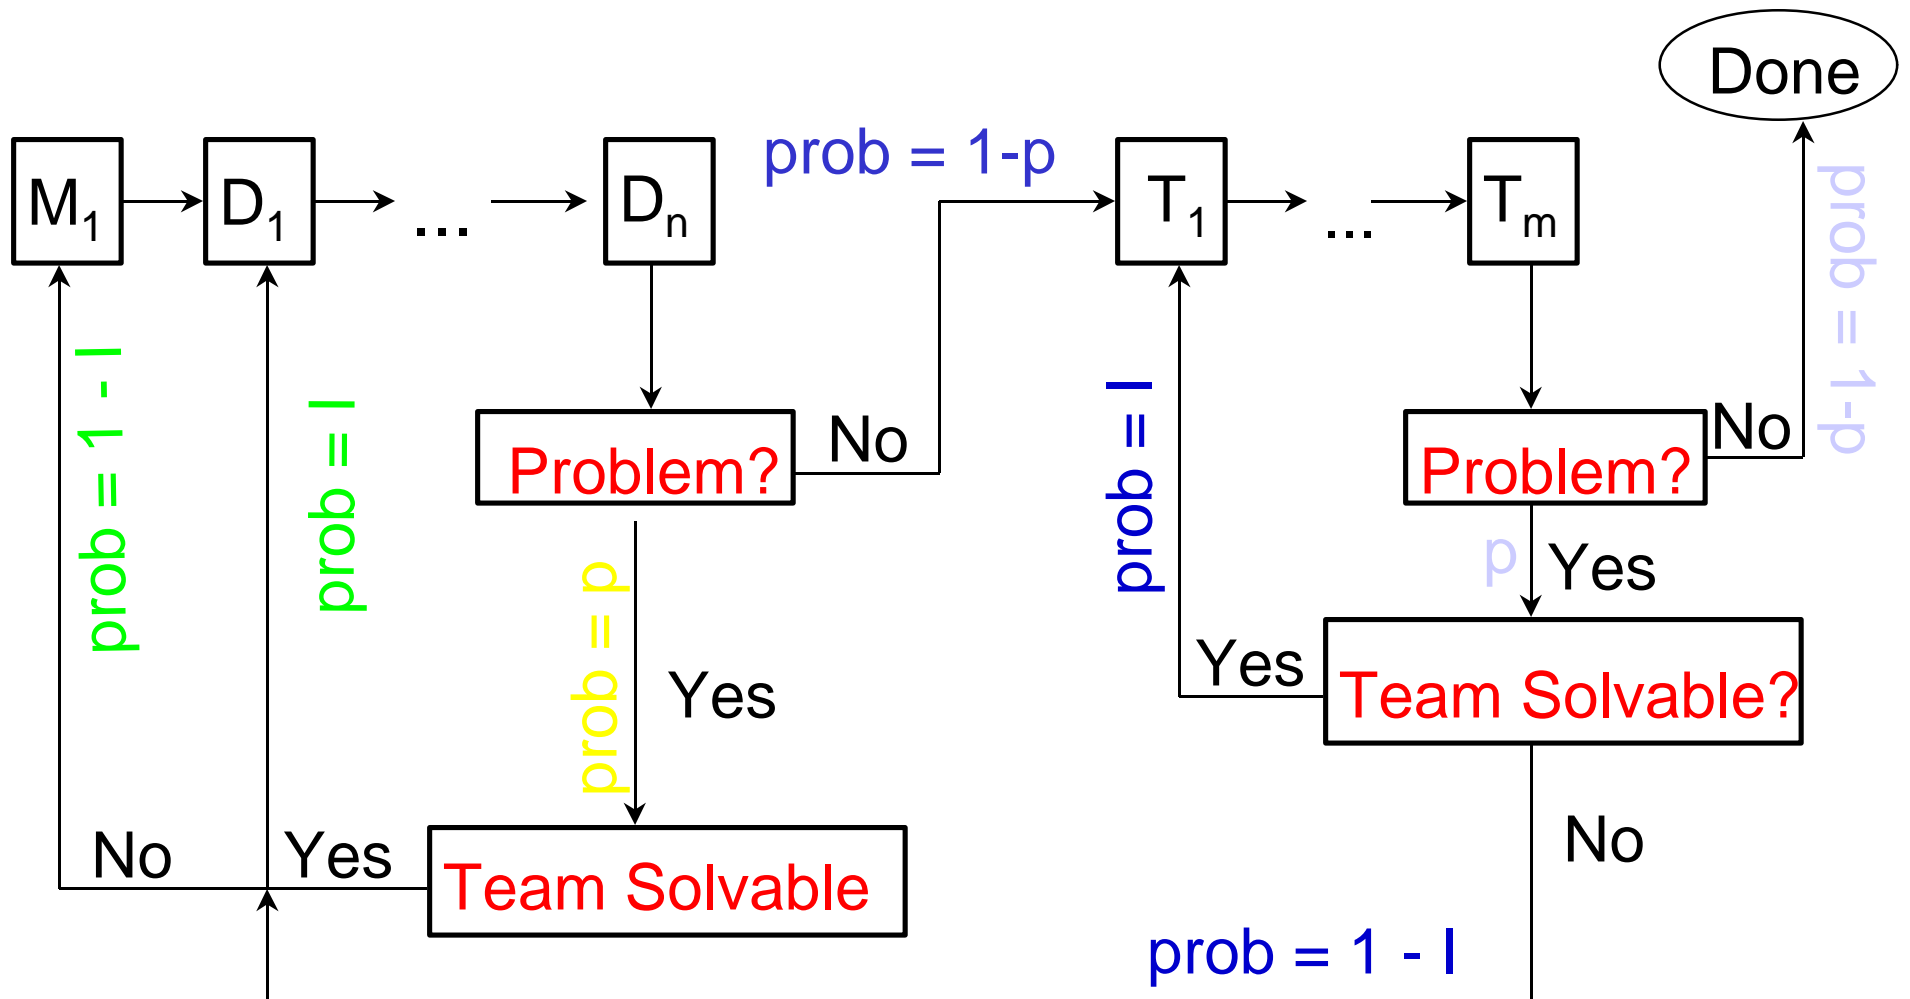 Done
prob = 1-p
M1
D1
...
Dn
T1
...
Tm
prob = 1-p
prob = 1 - I
prob = I
Problem?
No
prob = I
Problem?
No
prob = p
Yes
p
Yes
Yes
Team Solvable?
No
Yes
Team Solvable
No
prob = 1 - I